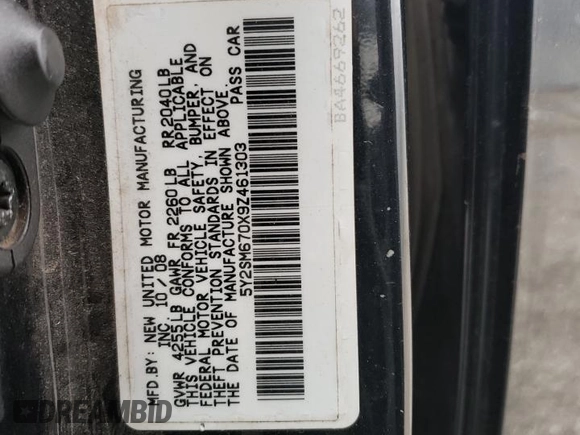 MFD. BY: NEW UNITED MOTOR MANUFACTURING
INC. 10/08
GVWR 4255LB GAWR FR 2260LB RR 2040LB
THIS VEHICLE CONFORMS TO ALL APPLICABLE
FEDERAL MOTOR VEHICLE SAFETY, BUMPER, AND
THEFT PREVENTION STANDARDS IN EFFECT ON
THE DATE OF MANUFACTURE SHOWN ABOVE.
5Y2SM670X9Z461303 PASS CAR
BA4669262
DREAMBID